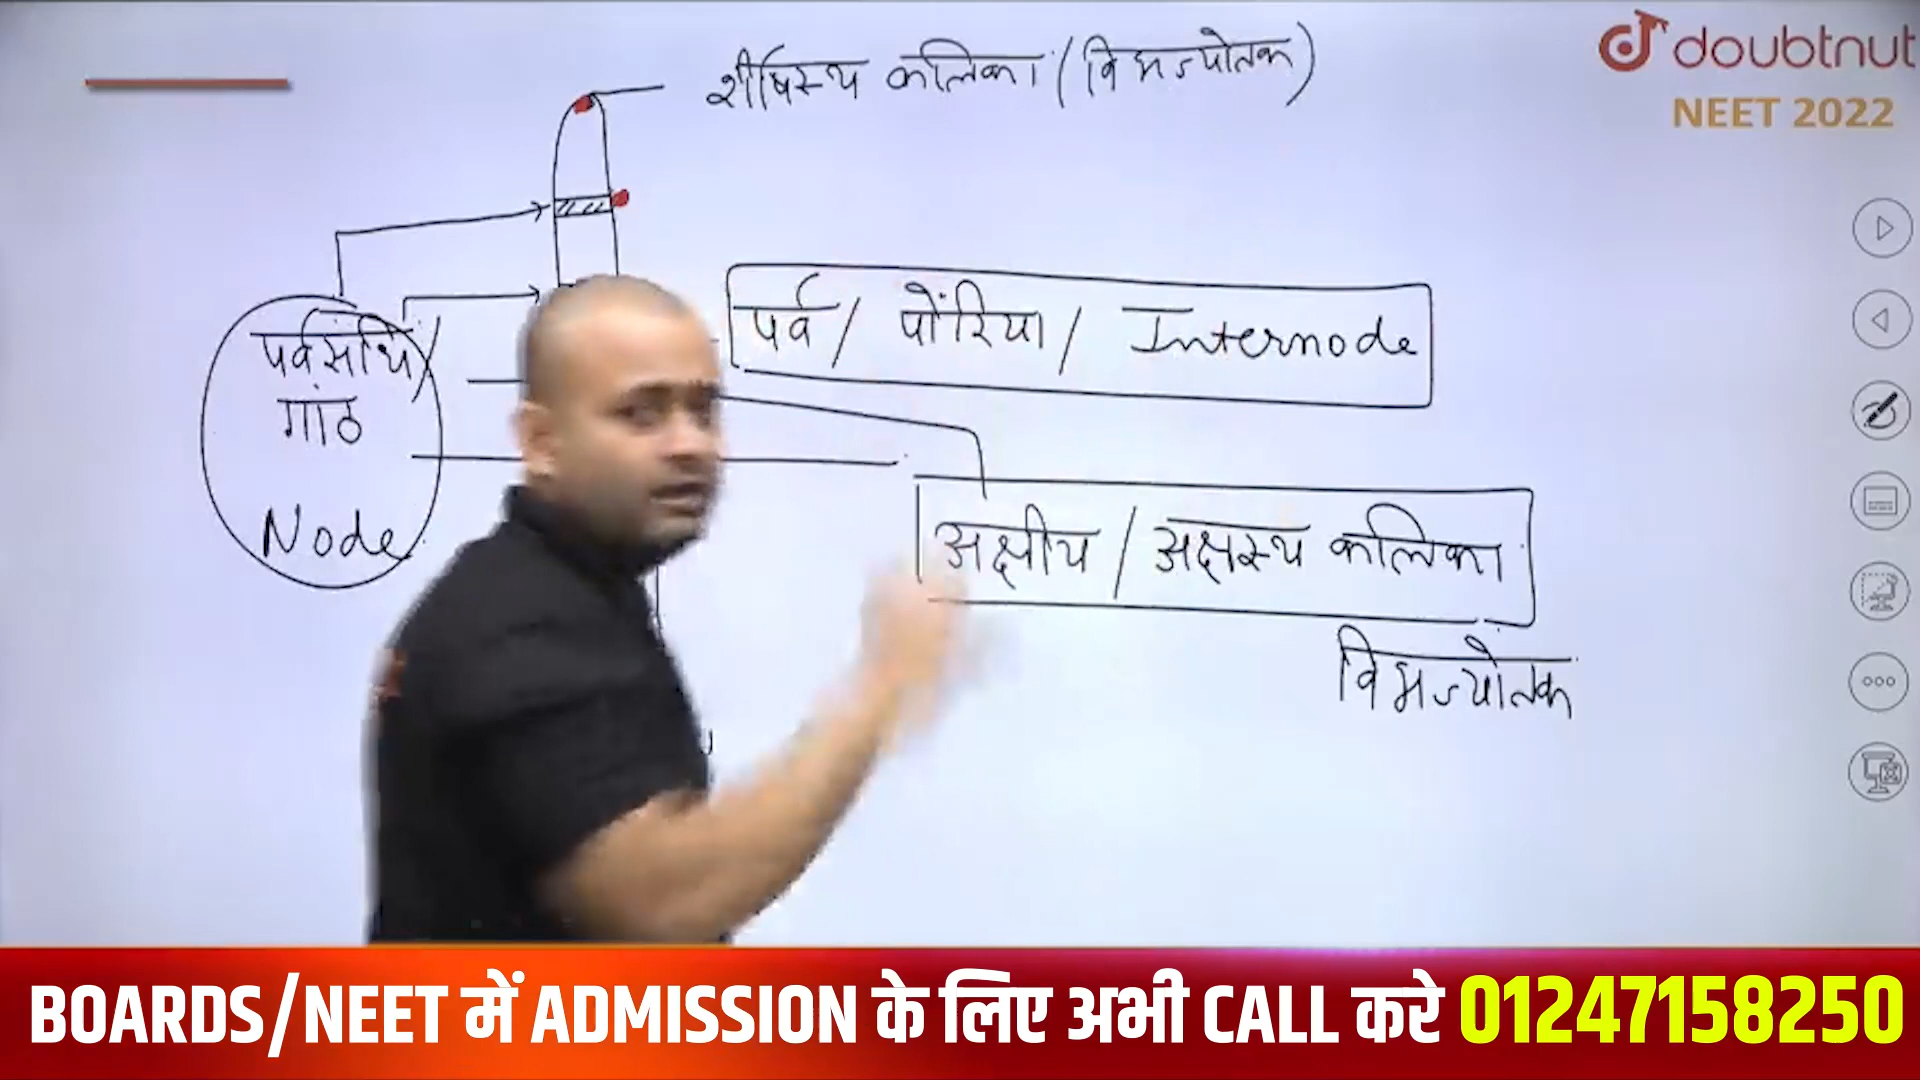 शीर्षस्थ कलिका (विभज्योतक)
doubtnut
NEET 2022
पर्व / पोरिया / Internode
पर्वसंधि /
गांठ
Node
अक्षीय / अक्षस्थ कलिका
विभज्योतक
BOARDS/NEET में ADMISSION के लिए अभी CALL करे 01247158250